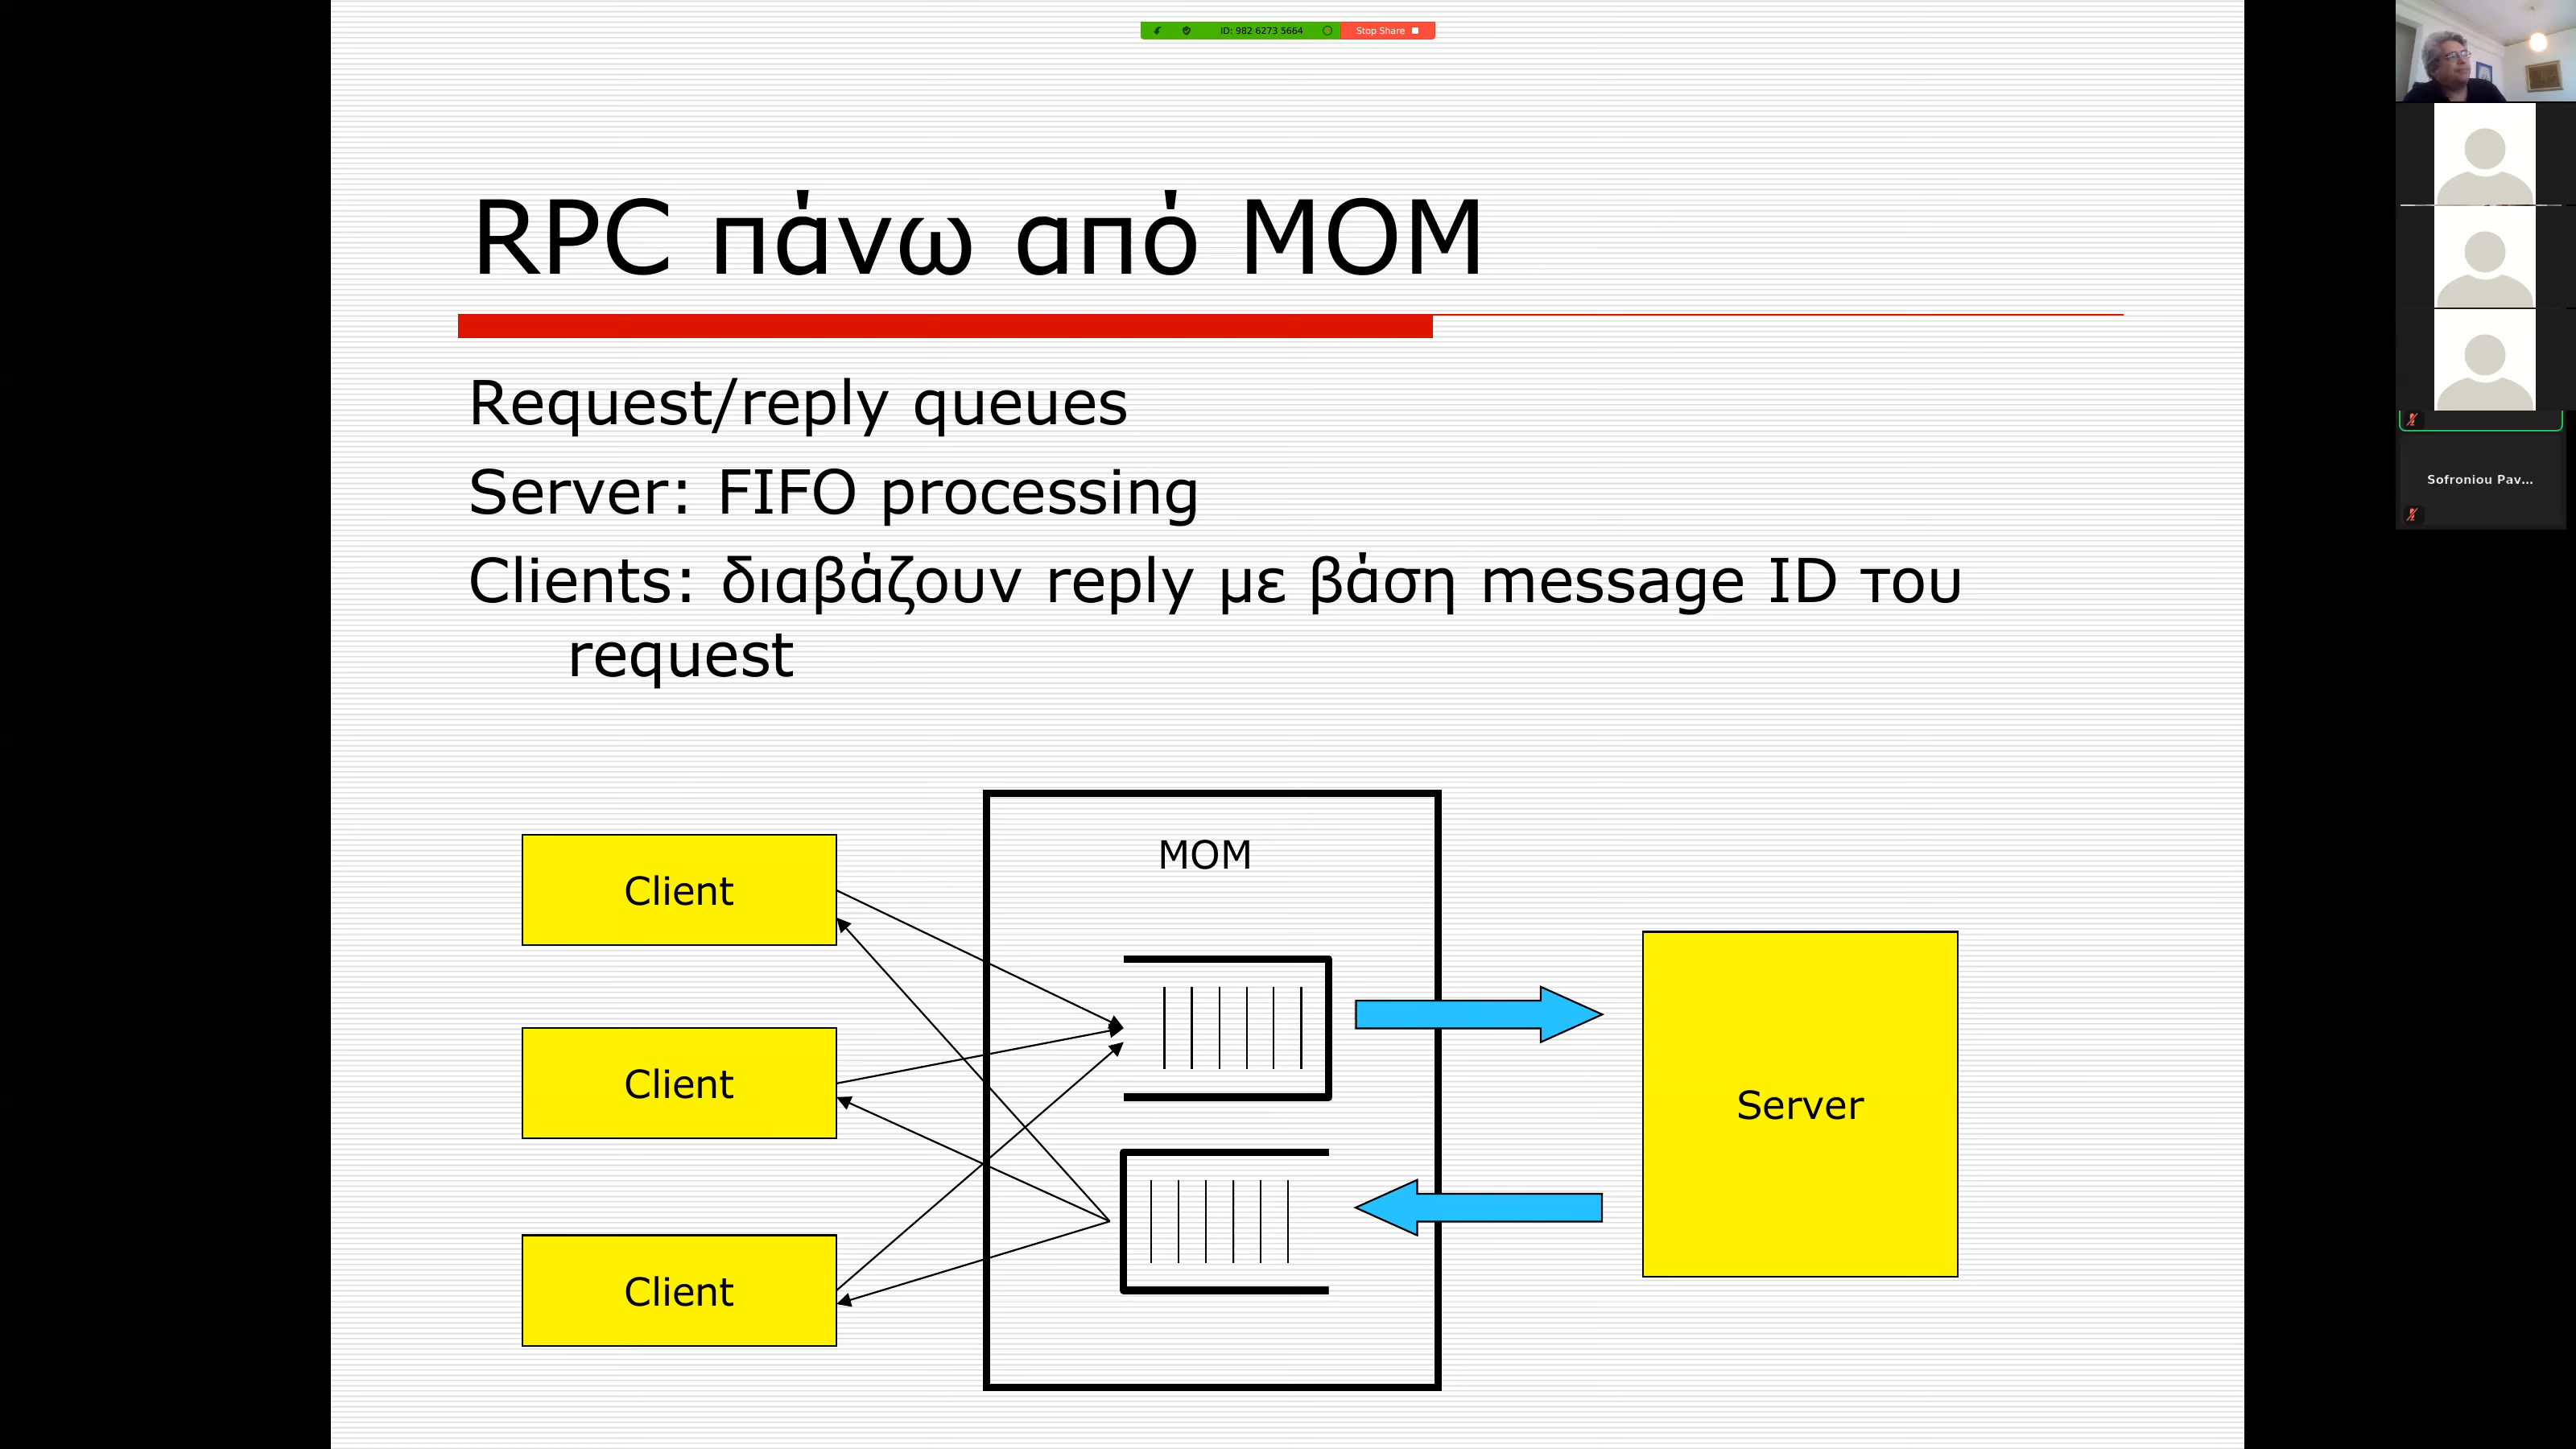 ID: 982 6273 5664
Stop Share
RPC πάνω από MOM
Request/reply queues
Server: FIFO processing
Clients: διαβάζουν reply με βάση message ID του
request
MOM
Client
Client
Client
Server
Sofroniou Pav...